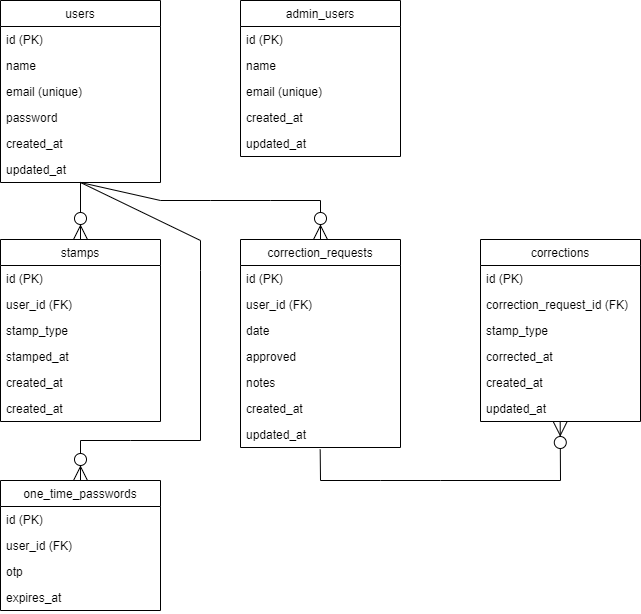 users
id (PK)
name
email (unique)
password
created_at
updated_at
admin_users
id (PK)
name
email (unique)
created_at
updated_at
stamps
id (PK)
user_id (FK)
stamp_type
stamped_at
created_at
created_at
correction_requests
id (PK)
user_id (FK)
date
approved
notes
created_at
updated_at
corrections
id (PK)
correction_request_id (FK)
stamp_type
corrected_at
created_at
updated_at
one_time_passwords
id (PK)
user_id (FK)
otp
expires_at